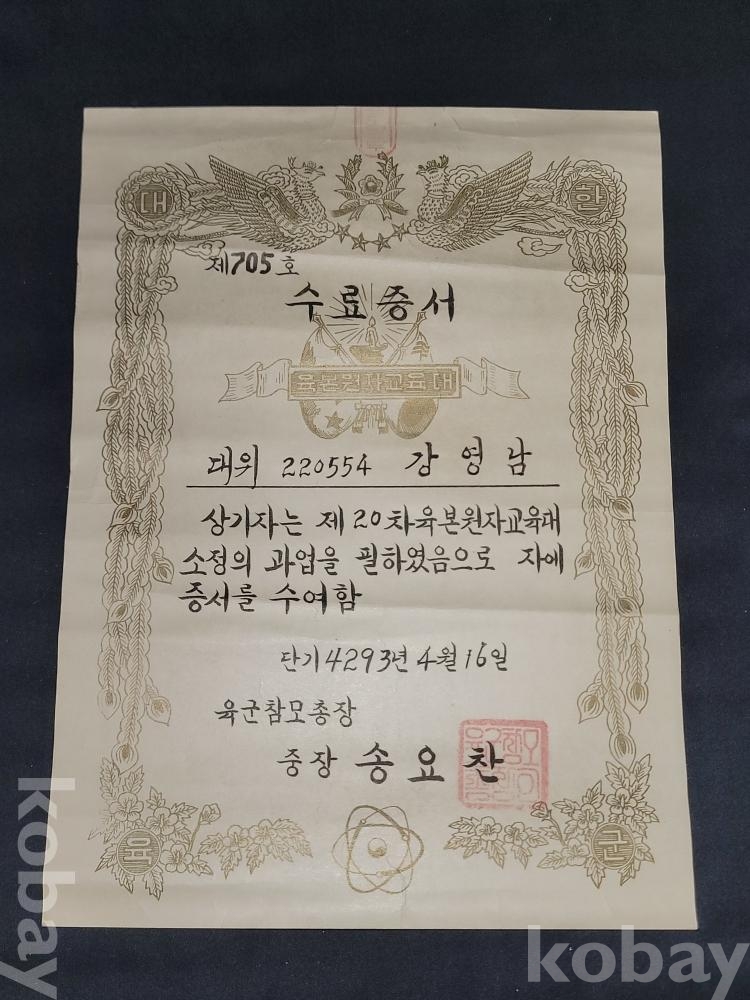 대 한
제705호
수료증서
육본원자교육대
대위 220554 강영남
상기자는 제20차육본원자교육대
소정의 과업을 필하였음으로 자에
증서를 수여함
단기4293년4월16일
육군참모총장
중장 송요찬
육 군
kobay
kobay